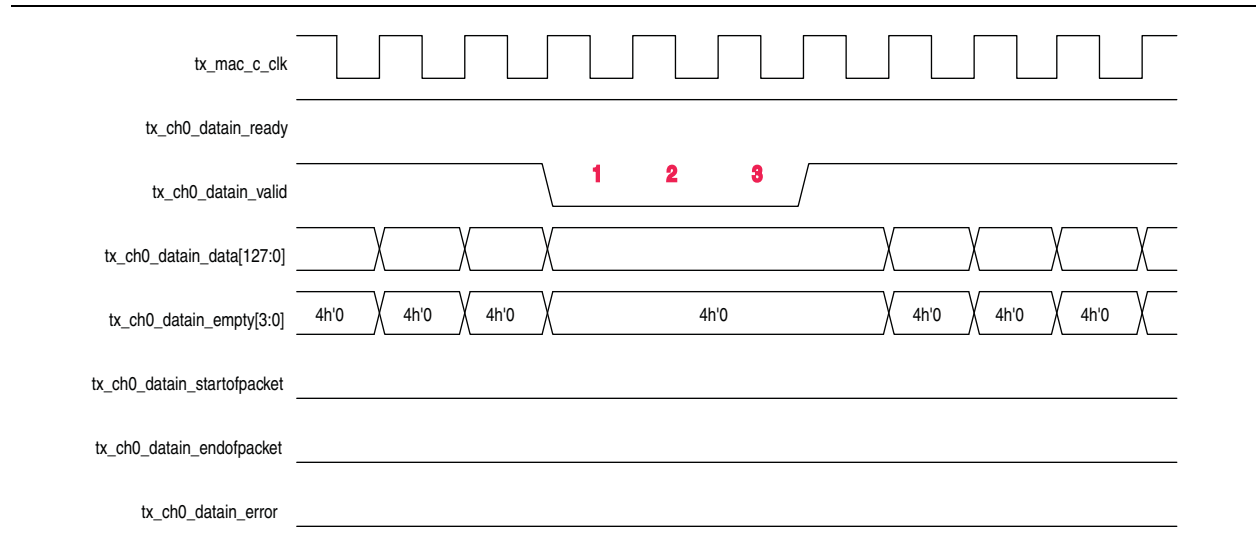 tx_mac_c_clk
tx_ch0_datain_ready
tx_ch0_datain_valid 1 2 3
tx_ch0_datain_data[127:0]
tx_ch0_datain_empty[3:0] 4h'0 4h'0 4h'0 4h'0 4h'0 4h'0 4h'0
tx_ch0_datain_startofpacket
tx_ch0_datain_endofpacket
tx_ch0_datain_error